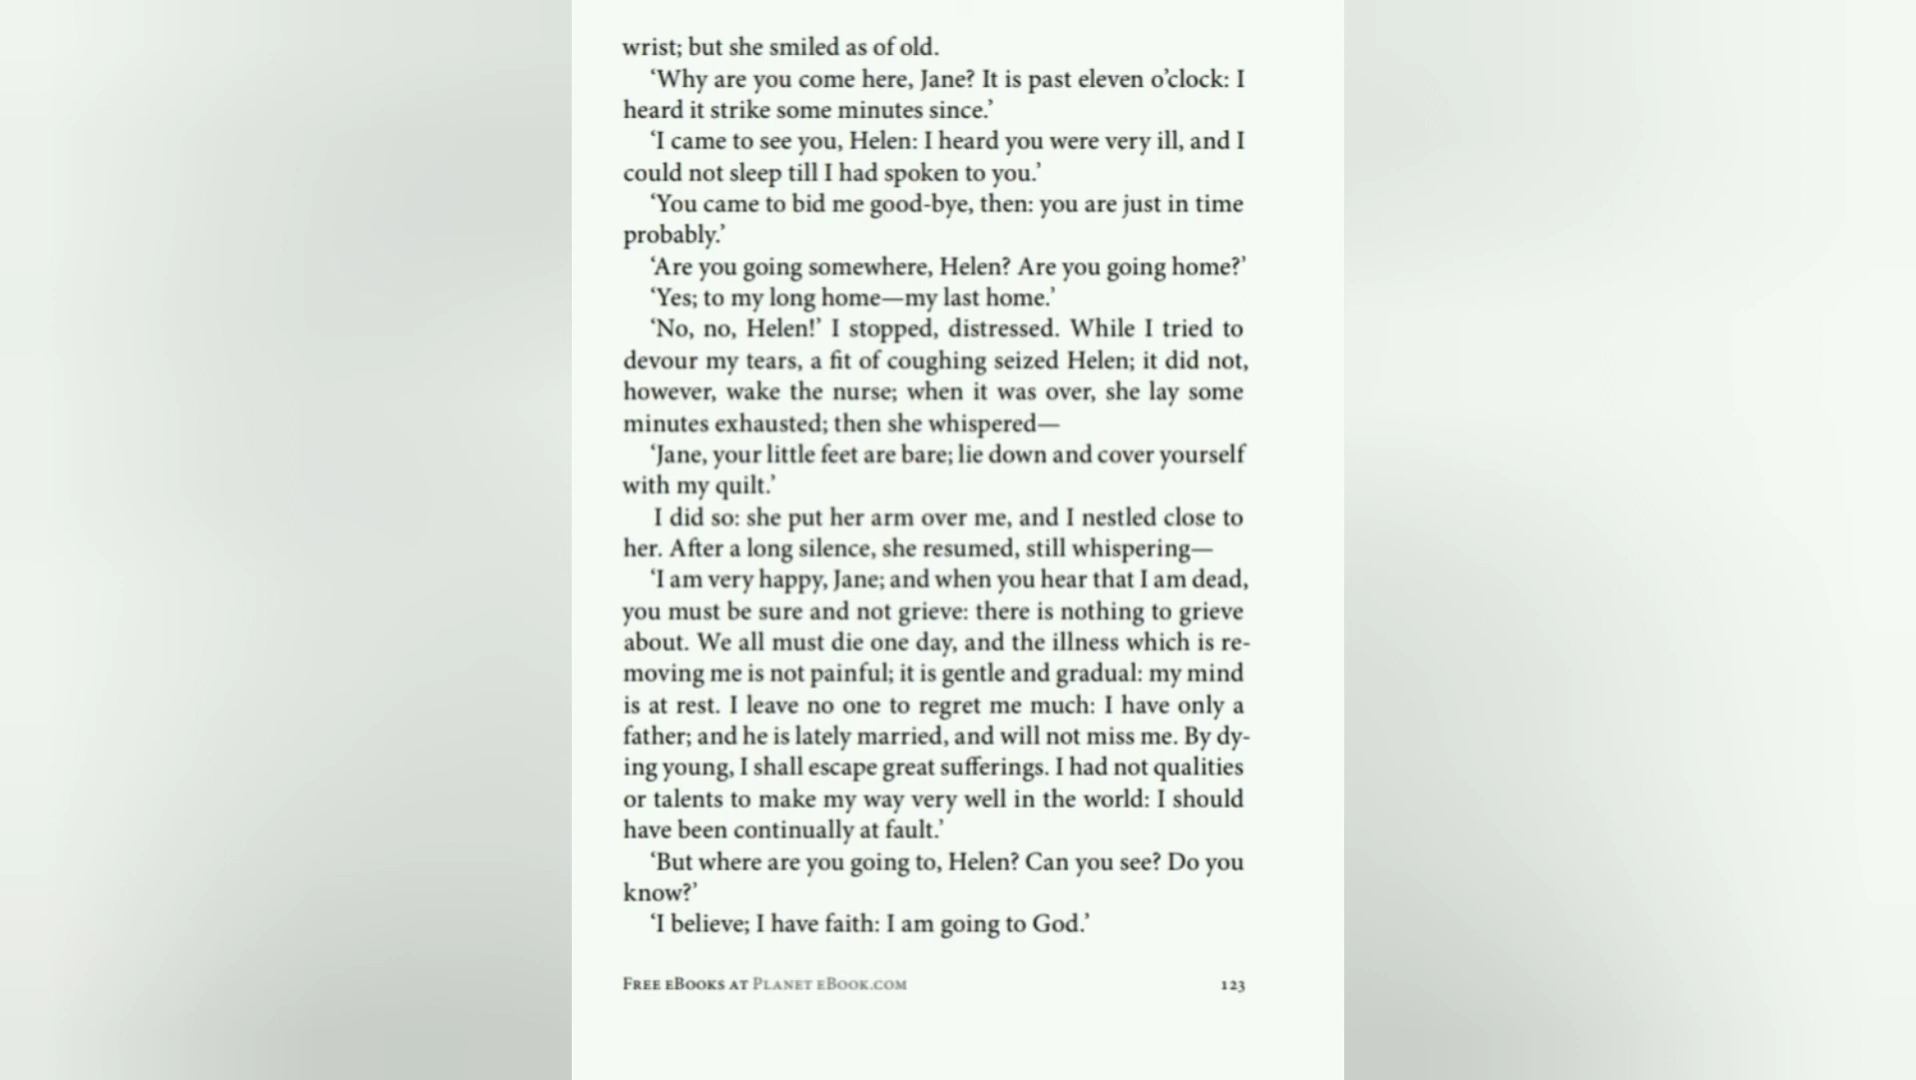 wrist; but she smiled as of old.
‘Why are you come here, Jane? It is past eleven o’clock: I
heard it strike some minutes since.’
‘I came to see you, Helen: I heard you were very ill, and I
could not sleep till I had spoken to you.’
‘You came to bid me good-bye, then: you are just in time
probably.’
‘Are you going somewhere, Helen? Are you going home?’
‘Yes; to my long home—my last home.’
‘No, no, Helen!’ I stopped, distressed. While I tried to
devour my tears, a fit of coughing seized Helen; it did not,
however, wake the nurse; when it was over, she lay some
minutes exhausted; then she whispered—
‘Jane, your little feet are bare; lie down and cover yourself
with my quilt.’
I did so: she put her arm over me, and I nestled close to
her. After a long silence, she resumed, still whispering—
‘I am very happy, Jane; and when you hear that I am dead,
you must be sure and not grieve: there is nothing to grieve
about. We all must die one day, and the illness which is re-
moving me is not painful; it is gentle and gradual: my mind
is at rest. I leave no one to regret me much: I have only a
father; and he is lately married, and will not miss me. By dy-
ing young, I shall escape great sufferings. I had not qualities
or talents to make my way very well in the world: I should
have been continually at fault.’
‘But where are you going to, Helen? Can you see? Do you
know?’
‘I believe; I have faith: I am going to God.’
Free eBooks at Planet eBook.com 123